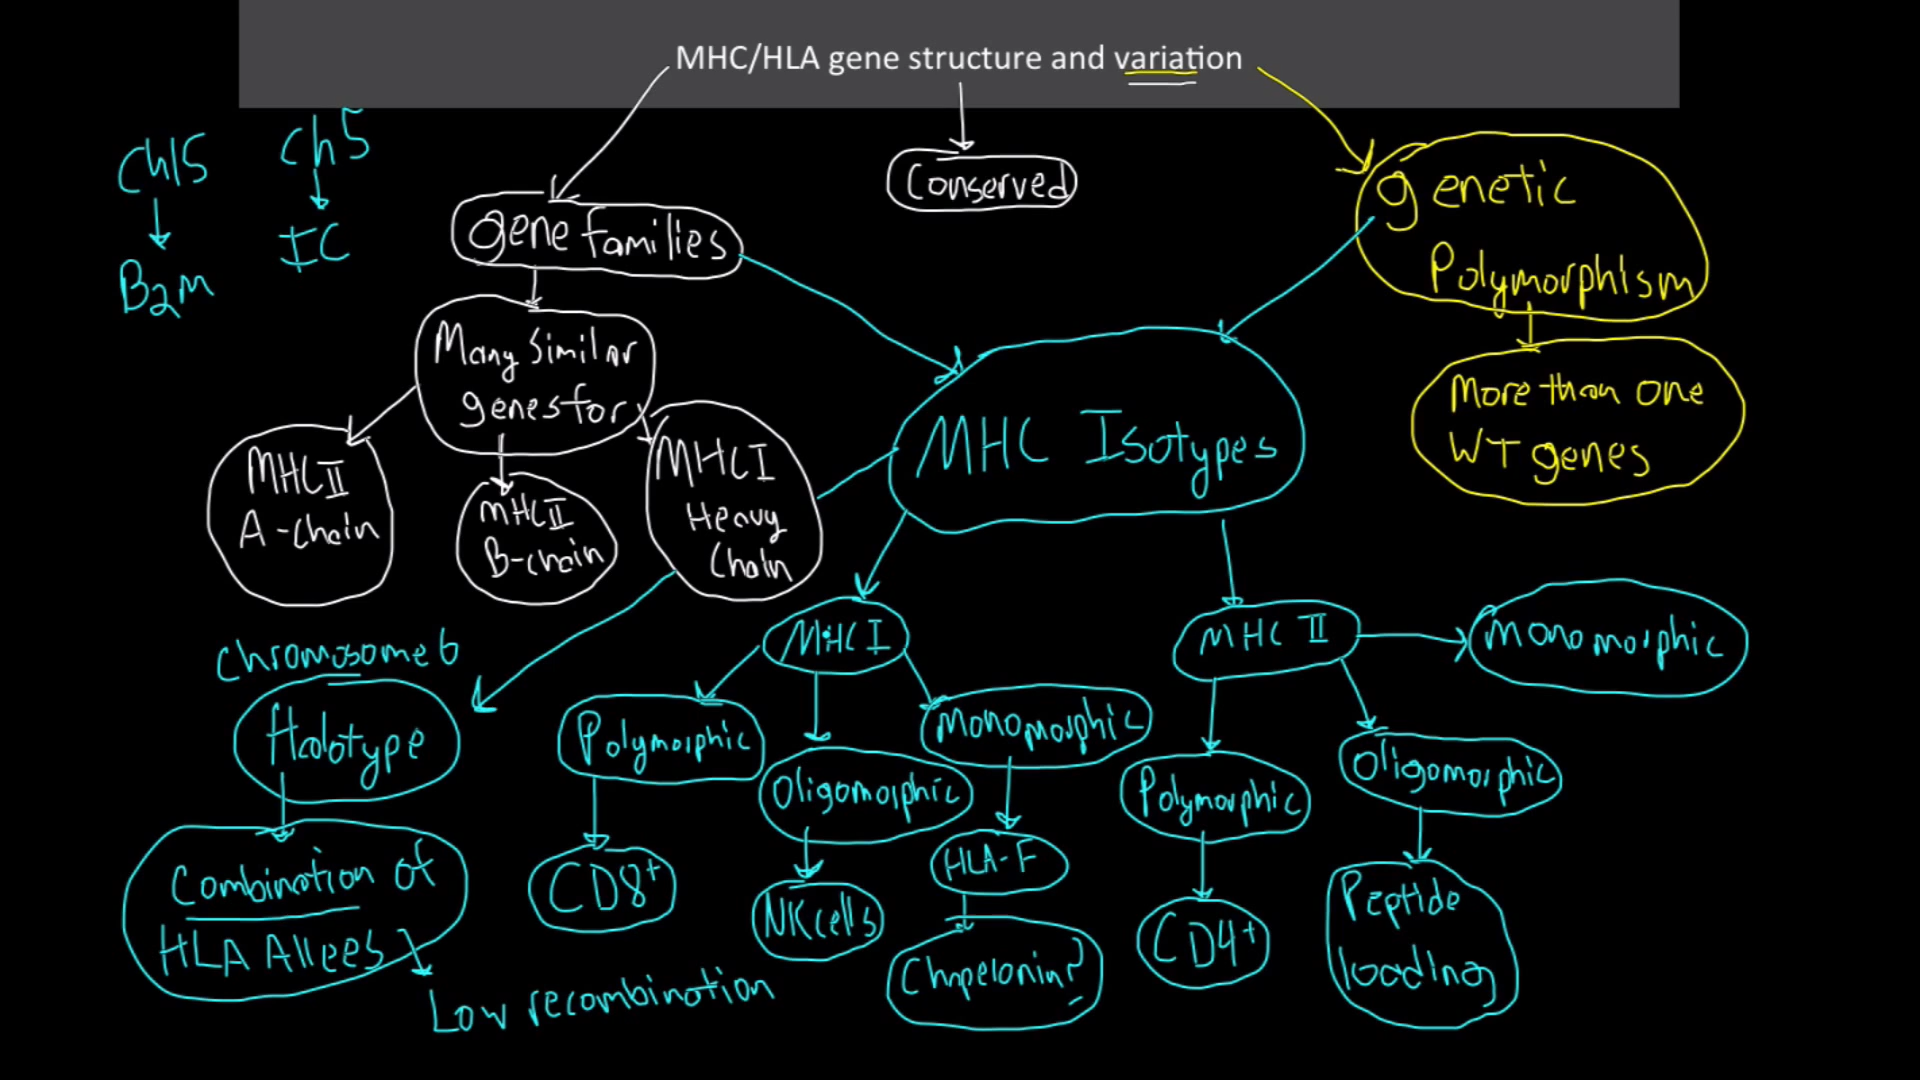 MHC/HLA gene structure and variation
Ch15
Ch5
B2M
IC
gene families
Conserved
genetic
Polymorphism
Many Similar
genes for
More than one
WT genes
MHC II
A-chain
MHC II
B-chain
MHC I
Heavy
Chain
MHC Isotypes
Chromosome 6
Haplotype
Combination of
HLA Allees
Low recombination
MHC I
MHC II
Monomorphic
Polymorphic
Oligomorphic
Monomorphic
Polymorphic
Oligomorphic
CD8+
NK cells
HLA-F
Chapelonin?
CD4+
Peptide
loading